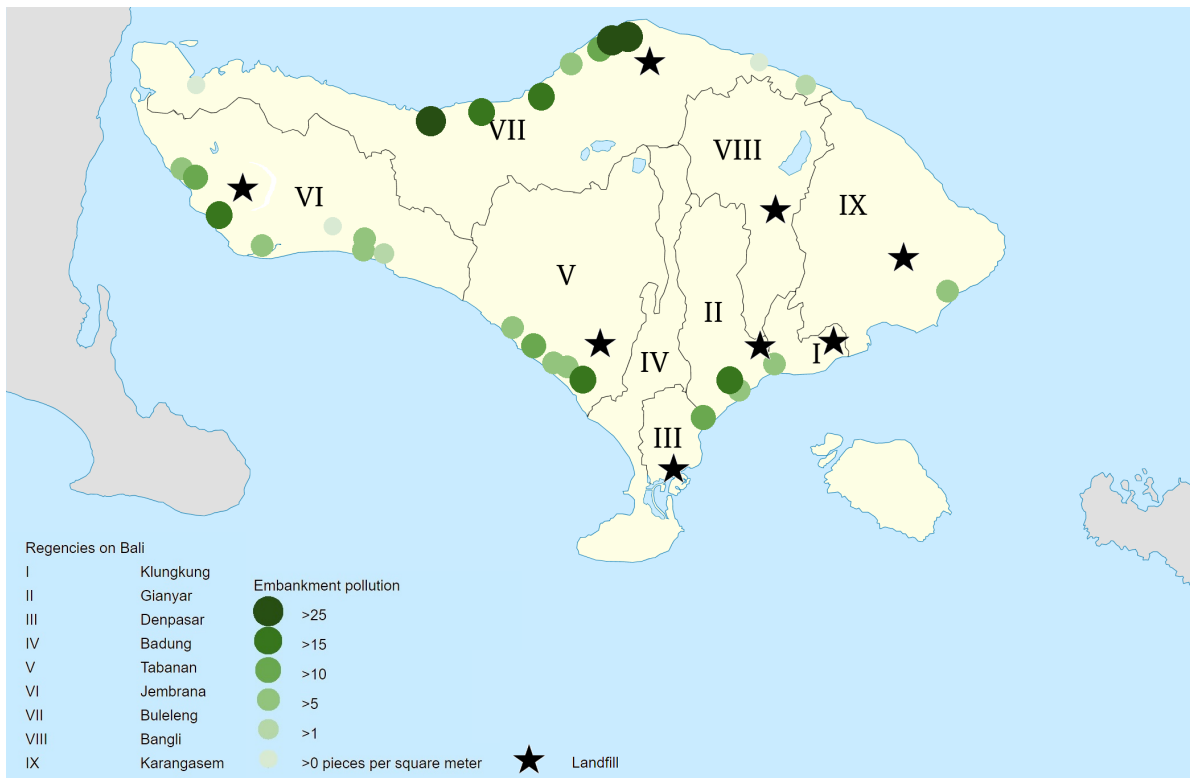 VII
VIII
VI
IX
V
II
I
IV
III
Regencies on Bali
I Klungkung
II Gianyar
III Denpasar
IV Badung
V Tabanan
VI Jembrana
VII Buleleng
VIII Bangli
IX Karangasem
Embankment pollution
>25
>15
>10
>5
>1
>0 pieces per square meter
Landfill